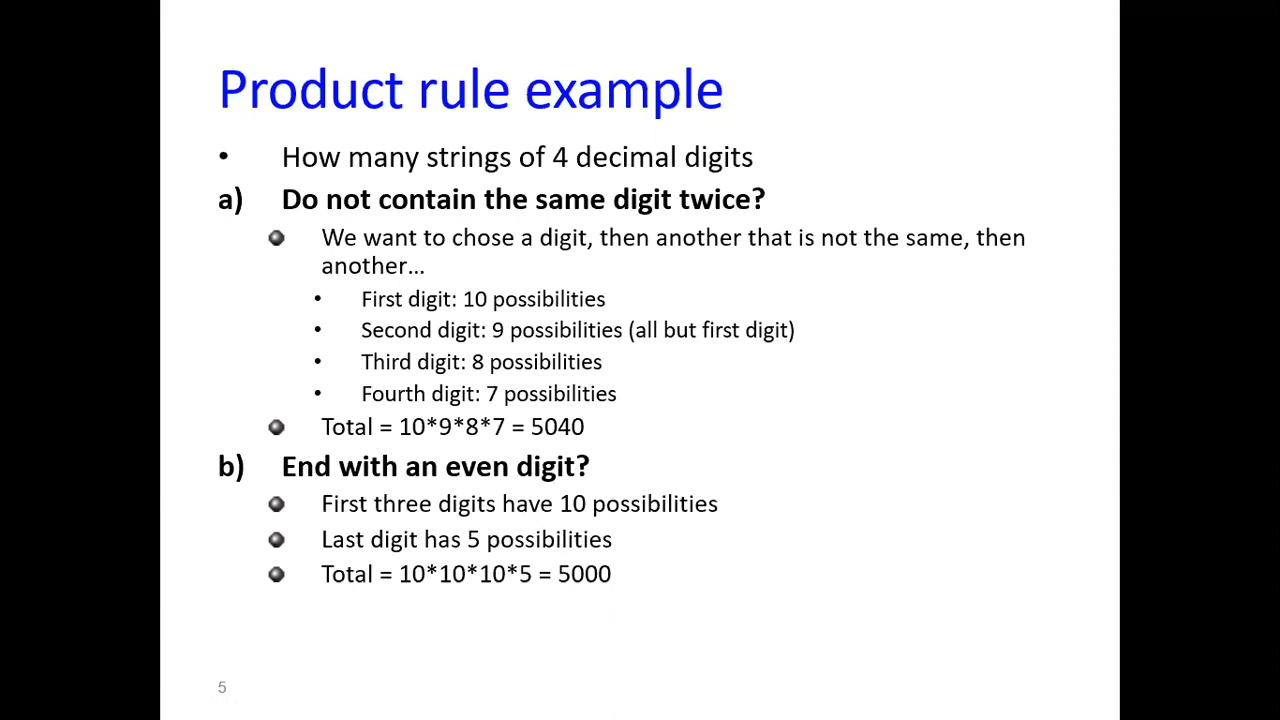 Product rule example
• How many strings of 4 decimal digits
a) Do not contain the same digit twice?
We want to chose a digit, then another that is not the same, then
another…
• First digit: 10 possibilities
• Second digit: 9 possibilities (all but first digit)
• Third digit: 8 possibilities
• Fourth digit: 7 possibilities
Total = 10*9*8*7 = 5040
b) End with an even digit?
First three digits have 10 possibilities
Last digit has 5 possibilities
Total = 10*10*10*5 = 5000
5